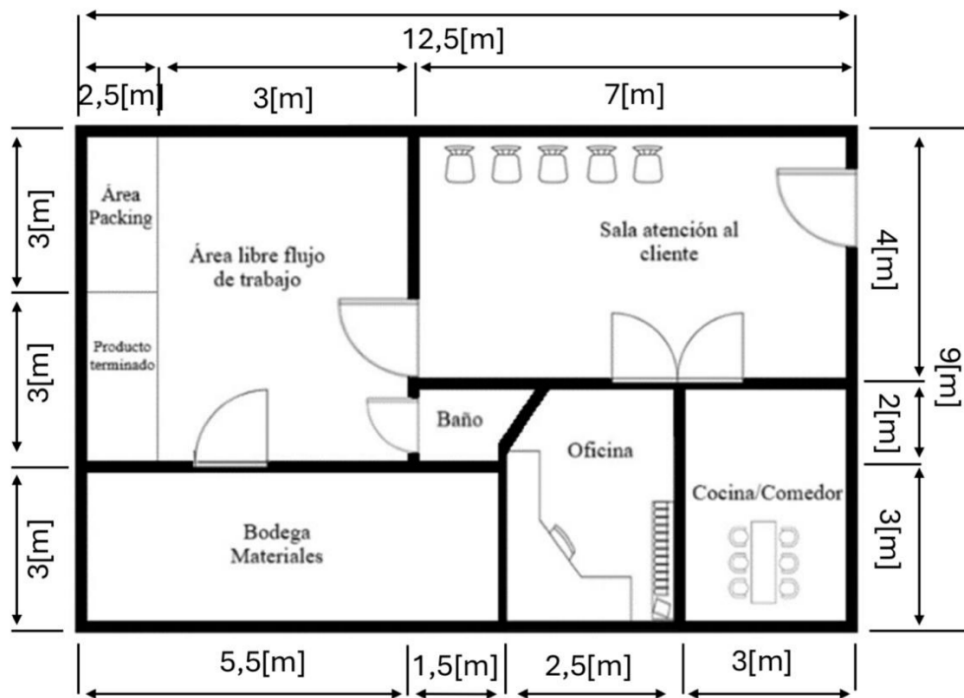 12,5[m]
2,5[m]
3[m]
7[m]
3[m]
3[m]
3[m]
Área
Packing
Área libre flujo
de trabajo
Producto
terminado
Sala atención al
cliente
Baño
Oficina
Cocina/Comedor
Bodega
Materiales
4[m]
9[m]
2[m]
3[m]
5,5[m]
1,5[m]
2,5[m]
3[m]